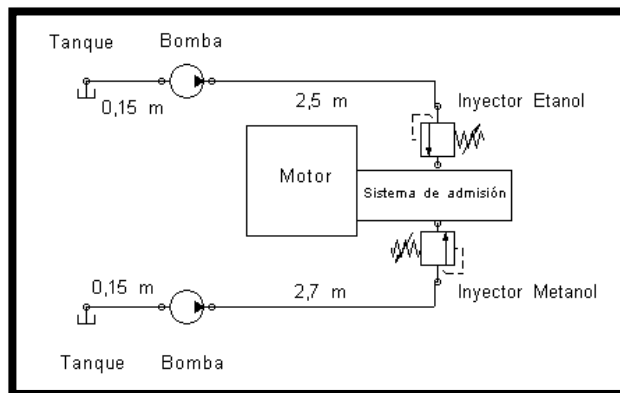 Tanque Bomba
0,15 m
2,5 m
Inyector Etanol
Motor
Sistema de admisión
0,15 m
2,7 m
Inyector Metanol
Tanque Bomba